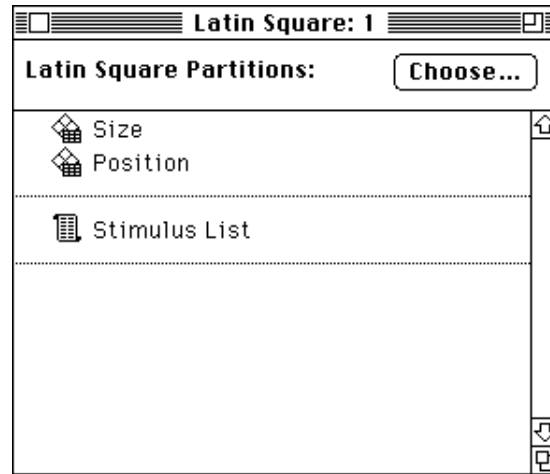 Latin Square: 1
Latin Square Partitions:
Choose...
Size
Position
Stimulus List